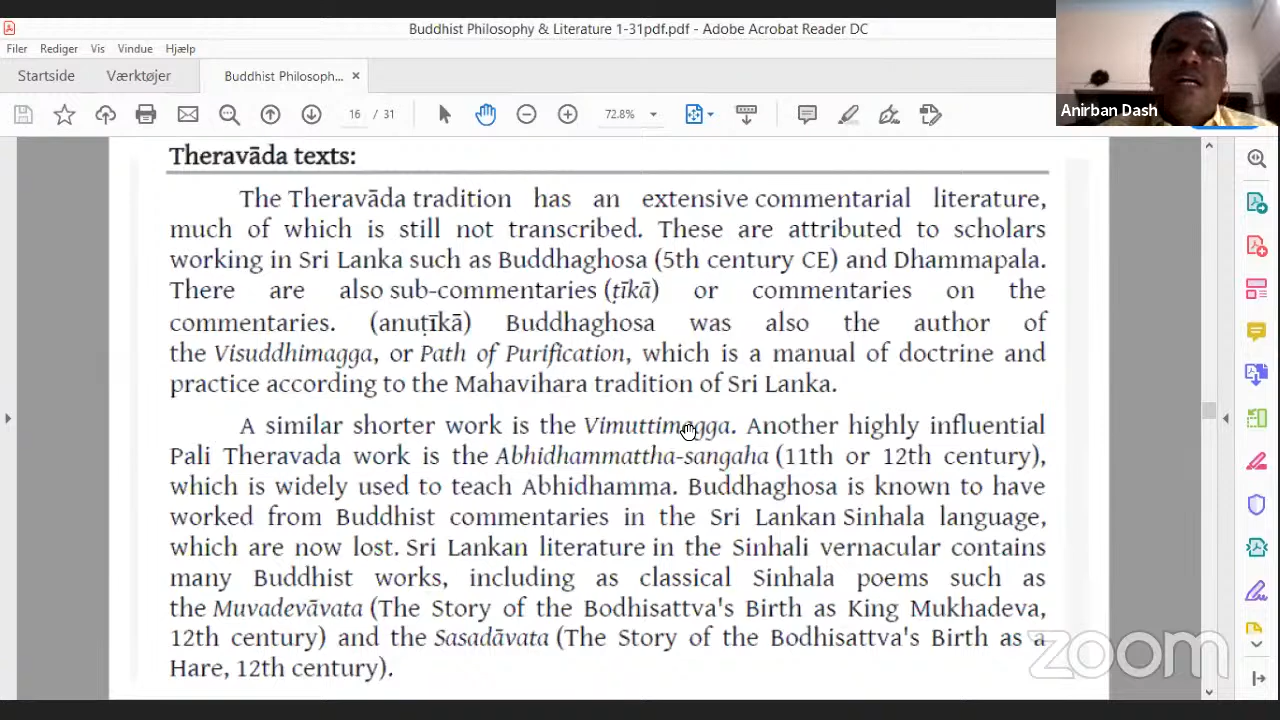 Buddhist Philosophy & Literature 1-31pdf.pdf - Adobe Acrobat Reader DC
Filer Rediger Vis Vindue Hjælp
Startside Værktøjer Buddhist Philosoph... ×
16 / 31 72.8%
Anirban Dash
Theravāda texts:
The Theravāda tradition has an extensive commentarial literature,
much of which is still not transcribed. These are attributed to scholars
working in Sri Lanka such as Buddhaghosa (5th century CE) and Dhammapala.
There are also sub-commentaries (ṭīkā) or commentaries on the
commentaries. (anuṭīkā) Buddhaghosa was also the author of
the Visuddhimagga, or Path of Purification, which is a manual of doctrine and
practice according to the Mahavihara tradition of Sri Lanka.
A similar shorter work is the Vimuttimagga. Another highly influential
Pali Theravada work is the Abhidhammattha-sangaha (11th or 12th century),
which is widely used to teach Abhidhamma. Buddhaghosa is known to have
worked from Buddhist commentaries in the Sri Lankan Sinhala language,
which are now lost. Sri Lankan literature in the Sinhali vernacular contains
many Buddhist works, including as classical Sinhala poems such as
the Muvadevāvata (The Story of the Bodhisattva's Birth as King Mukhadeva,
12th century) and the Sasadāvata (The Story of the Bodhisattva's Birth as a
Hare, 12th century).
zoom